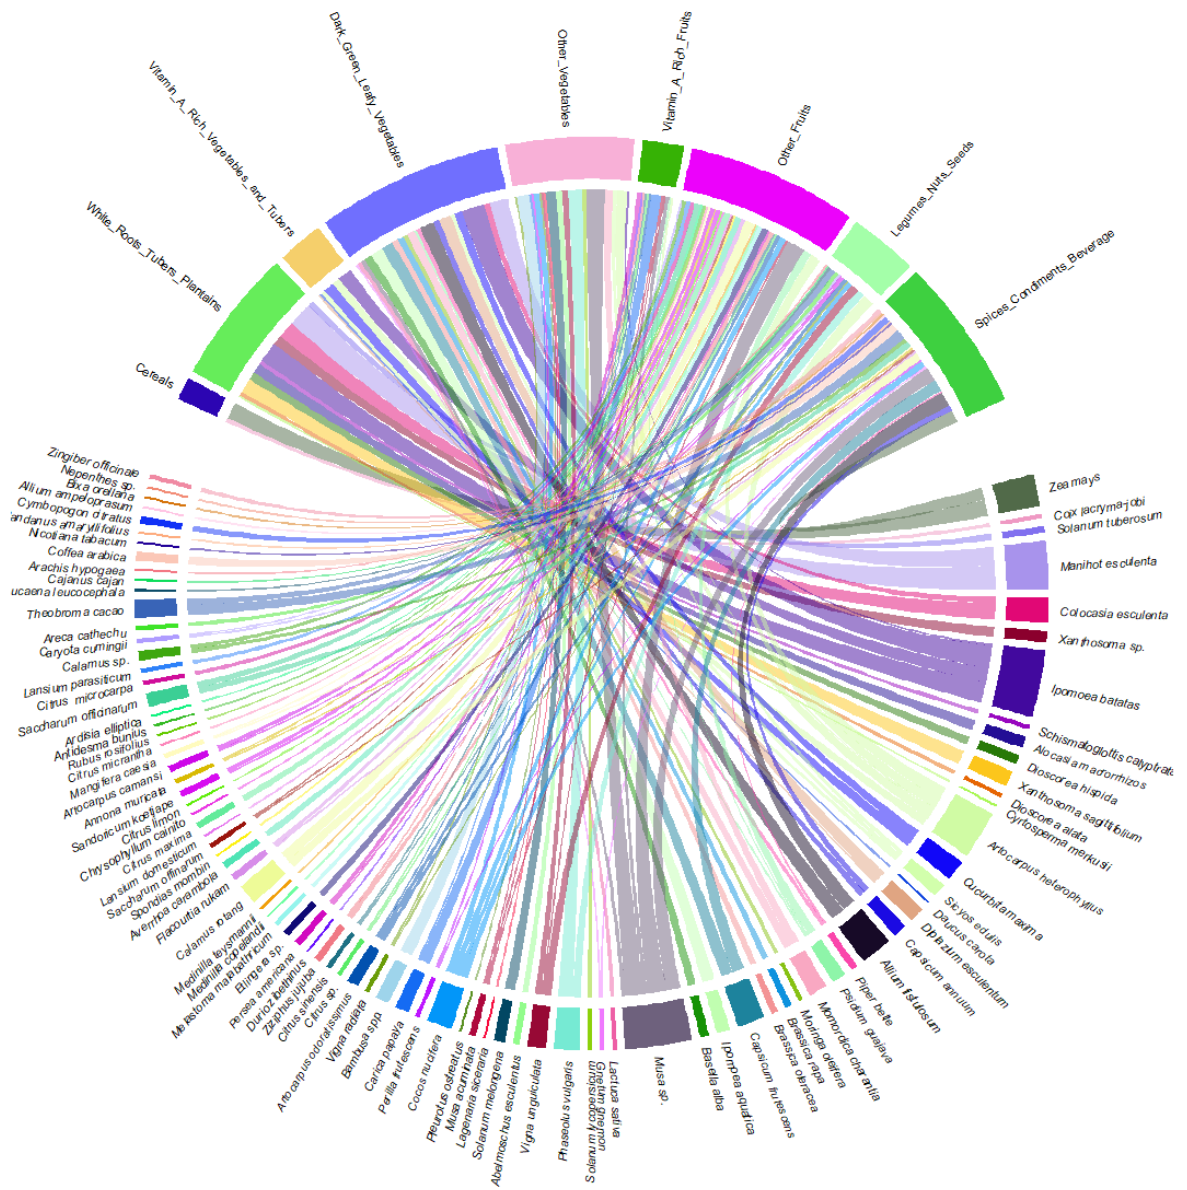 Cereals
White_Roots_Tubers_Plantains
Vitamin_A_Rich_Vegetables_and_Tubers
Dark_Green_Leafy_Vegetables
Other_Vegetables
Vitamin_A_Rich_Fruits
Other_Fruits
Legumes_Nuts_Seeds
Spices_Condiments_Beverage
Zea mays
Coix lacryma-jobi
Solanum tuberosum
Manihot esculenta
Colocasia esculenta
Xanthosoma sp.
Ipomoea batatas
Schismatoglottis calyptrata
Alocasia macrorrhizos
Dioscorea hispida
Xanthosoma sagittifolium
Dioscorea alata
Cyrtosperma merkusii
Artocarpus heterophyllus
Cucurbita maxima
Sicyos edulis
Daucus carota
Diplazium esculentum
Capsicum annuum
Allium fistulosum
Piper betle
Psidium guajava
Momordica charantia
Moringa oleifera
Brassica rapa
Brassica oleracea
Capsicum frutescens
Ipomoea aquatica
Basella alba
Musa sp.
Lactuca sativa
Gnetum gnemon
Phaseolus vulgaris
Vigna unguiculata
Abelmoschus esculentus
Solanum melongena
Lagenaria siceraria
Musa acuminata
Pleurotus ostreatus
Cocos nucifera
Perilla frutescens
Carica papaya
Bambusa spp.
Vigna radiata
Artocarpus odoratissimus
Citrus sp.
Citrus sinensis
Ziziphus jujuba
Durio zibethinus
Persea americana
Etlingera sp.
Melastoma malabathricum
Medinilla copelandii
Medinilla teysmannii
Calamus rotang
Flacourtia rukam
Averrhoa carambola
Spondias mombin
Saccharum offinarum
Lansium domesticum
Citrus maxima
Chrysophyllum cainito
Citrus limon
Sandoricum koetjape
Annona muricata
Artocarpus camansi
Mangifera caesia
Citrus micrantha
Rubus rosifolius
Antidesma bunius
Ardisia elliptica
Saccharum officinarum
Citrus microcarpa
Lansium parasiticum
Calamus sp.
Caryota cumingii
Areca cathechu
Theobroma cacao
ucaena leucocephala
Cajanus cajan
Arachis hypogaea
Coffea arabica
Nicotiana tabacum
andanus amaryllifolius
Cymbopogon citratus
Allium ampeloprasum
Bixa orellana
Nepenthes sp.
Zingiber officinale